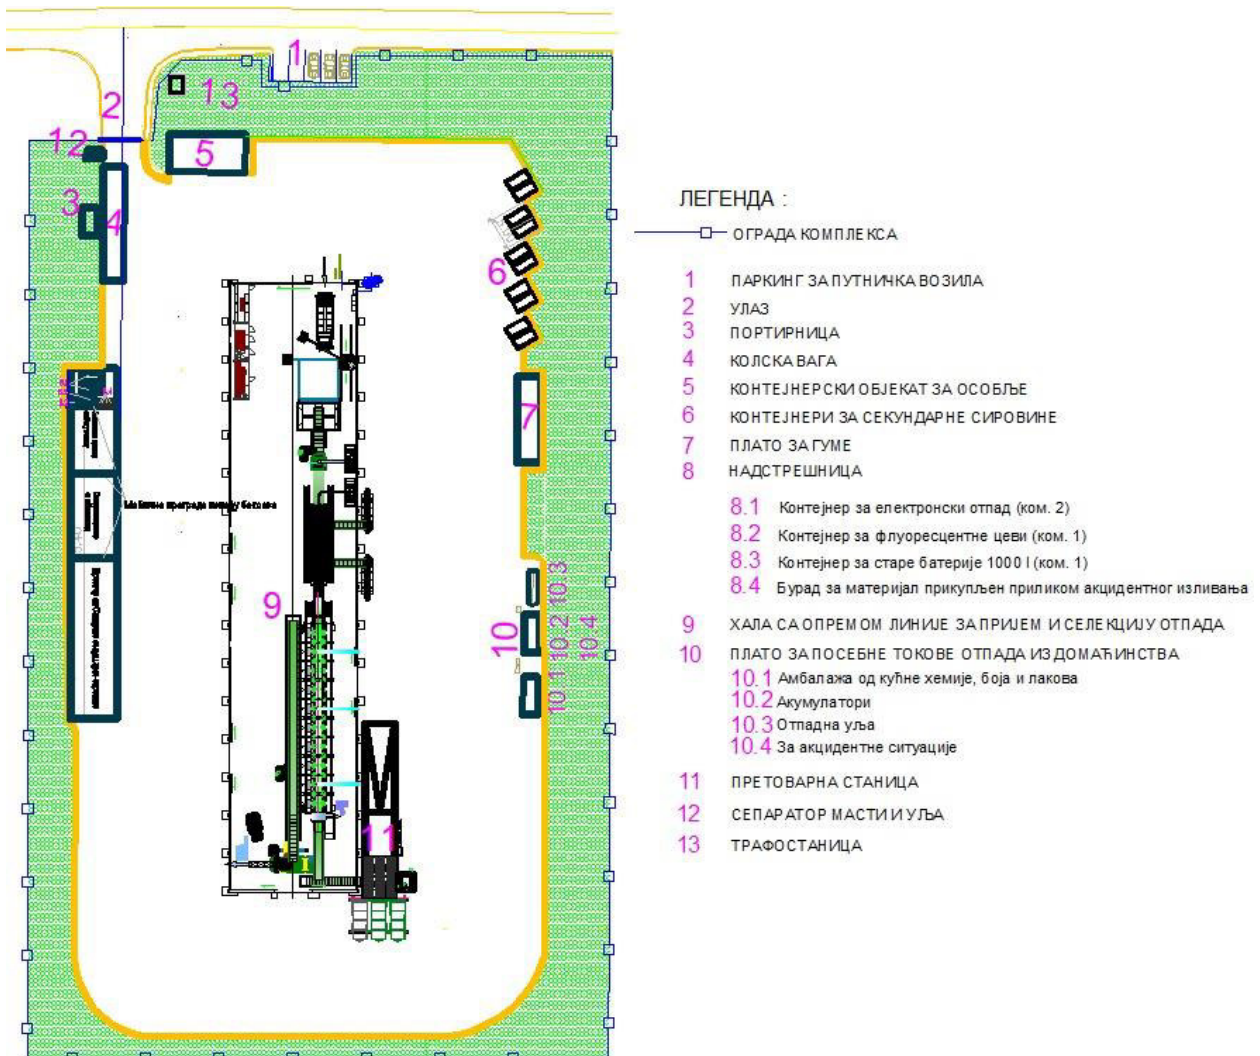 1
13
2
12
5
3
4
6
7
9
10
10.3
10.2
10.4
10.1
11
ЛЕГЕНДА :
ОГРАДА КОМПЛЕКСА
1 ПАРКИНГ ЗА ПУТНИЧКА ВОЗИЛА
2 УЛАЗ
3 ПОРТИРНИЦА
4 КОЛСКА ВАГА
5 КОНТЕЈНЕРСКИ ОБЈЕКАТ ЗА ОСОБЉЕ
6 КОНТЕЈНЕРИ ЗА СЕКУНДАРНЕ СИРОВИНЕ
7 ПЛАТО ЗА ГУМЕ
8 НАДСТРЕШНИЦА
8.1 Контејнер за електронски отпад (ком. 2)
8.2 Контејнер за флуоресцентне цеви (ком. 1)
8.3 Контејнер за старе батерије 1000 l (ком. 1)
8.4 Бурад за материјал прикупљен приликом акцидентног изливања
9 ХАЛА СА ОПРЕМОМ ЛИНИЈЕ ЗА ПРИЈЕМ И СЕЛЕКЦИЈУ ОТПАДА
10 ПЛАТО ЗА ПОСЕБНЕ ТОКОВЕ ОТПАДА ИЗ ДОМАЋИНСТВА
10.1 Амбалажа од кућне хемије, боја и лакова
10.2 Акумулатори
10.3 Отпадна уља
10.4 За акцидентне ситуације
11 ПРЕТОВАРНА СТАНИЦА
12 СЕПАРАТОР МАСТИ И УЉА
13 ТРАФОСТАНИЦА